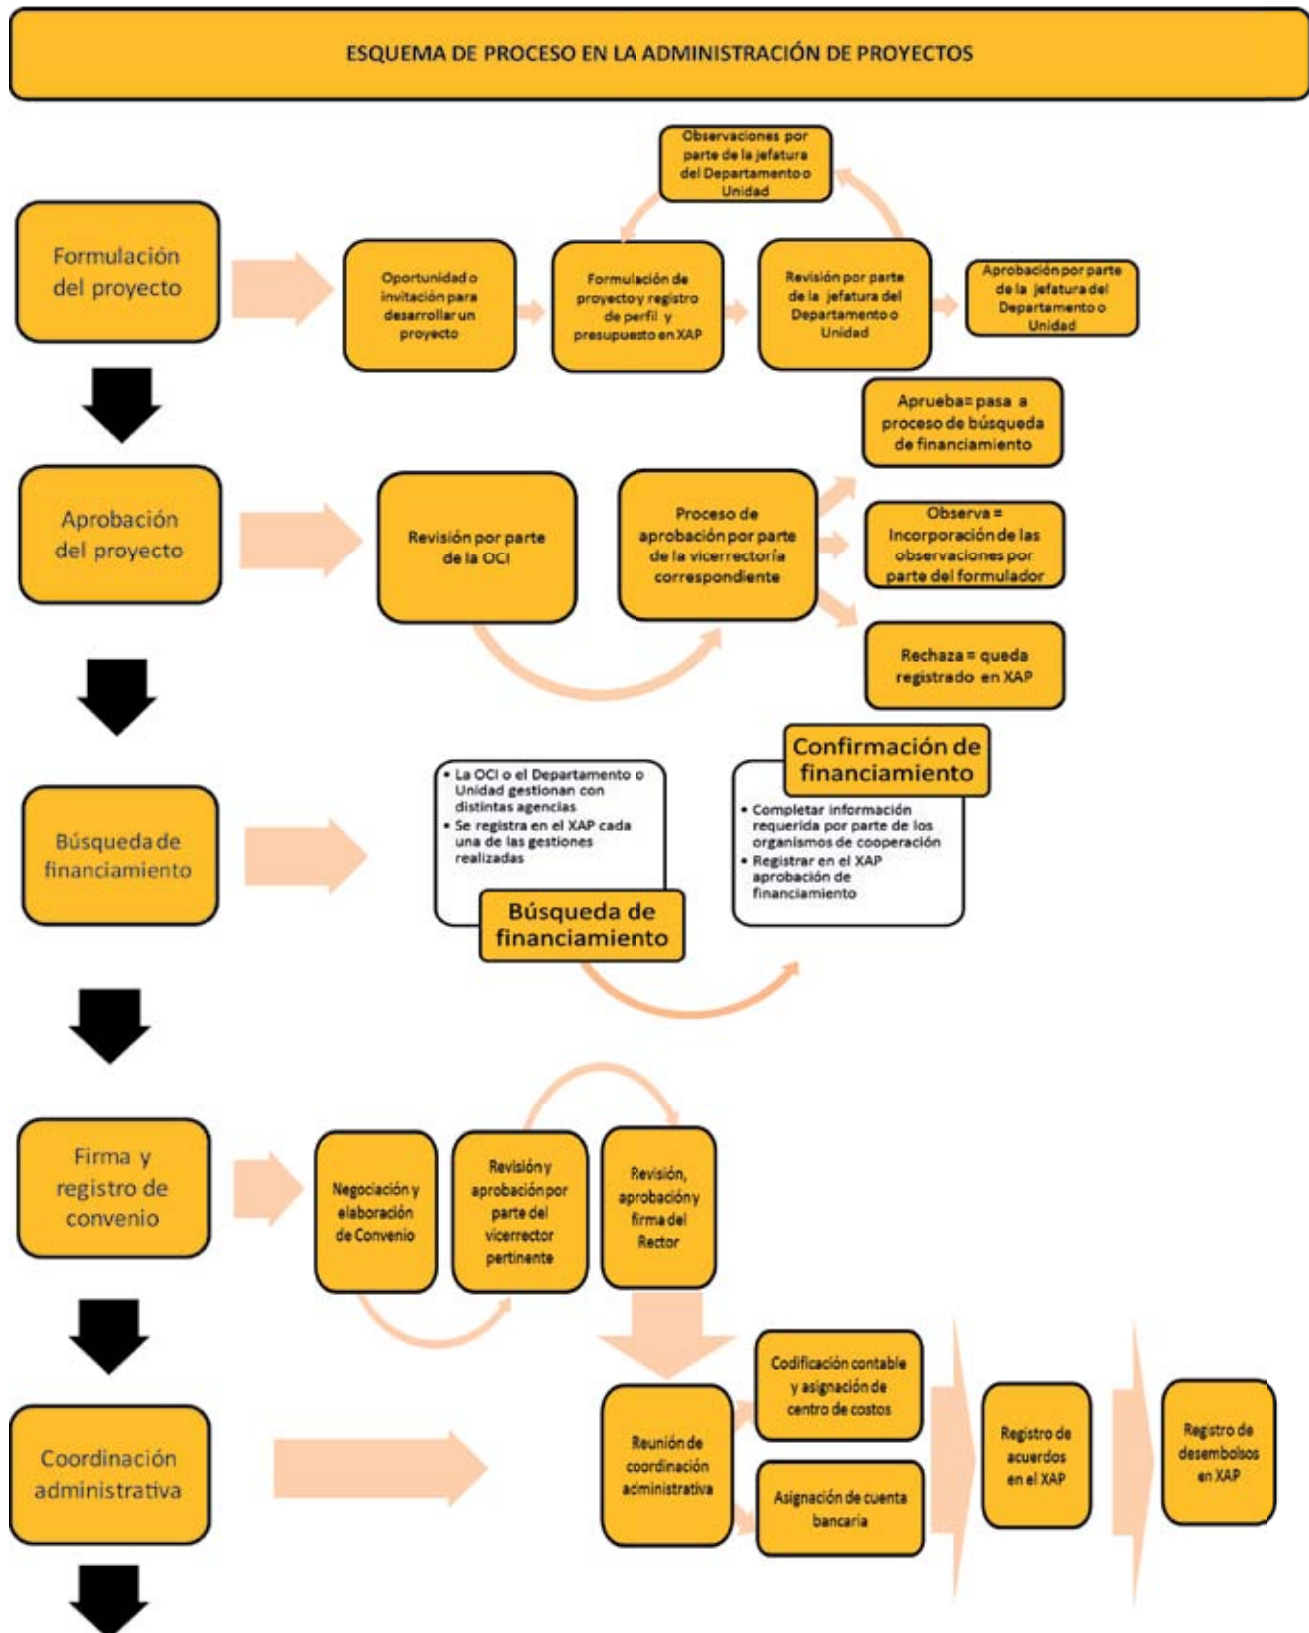 ESQUEMA DE PROCESO EN LA ADMINISTRACIÓN DE PROYECTOS
Observaciones por
parte de la jefatura
del Departamento o
Unidad
Formulación
del proyecto
Oportunidad o
invitación para
desarrollar un
proyecto
Formulación de
proyecto y registro
de perfil y
presupuesto en XAP
Revisión por parte
de la jefatura del
Departamento o
Unidad
Aprobación por parte
de la jefatura del
Departamento o
Unidad
Aprobación
del proyecto
Revisión por parte
de la OCI
Proceso de
aprobación por parte
de la vicerrectoría
correspondiente
Aprueba= pasa a
proceso de búsqueda
de financiamiento
Observa =
Incorporación de las
observaciones por
parte del formulador
Rechaza = queda
registrado en XAP
Búsqueda de
financiamiento
• La OCI o el Departamento o
Unidad gestionan con
distintas agencias
• Se registra en el XAP cada
una de las gestiones
realizadas
Búsqueda de
financiamiento
Confirmación de
financiamiento
• Completar información
requerida por parte de los
organismos de cooperación
• Registrar en el XAP
aprobación de
financiamiento
Firma y
registro de
convenio
Negociación y
elaboración
de Convenio
Revisión y
aprobación por
parte del
vicerrector
pertinente
Revisión,
aprobación y
firma del
Rector
Coordinación
administrativa
Reunión de
coordinación
administrativa
Codificación contable
y asignación de
centro de costos
Asignación de cuenta
bancaria
Registro de
acuerdos
en el XAP
Registro de
desembolsos
en XAP